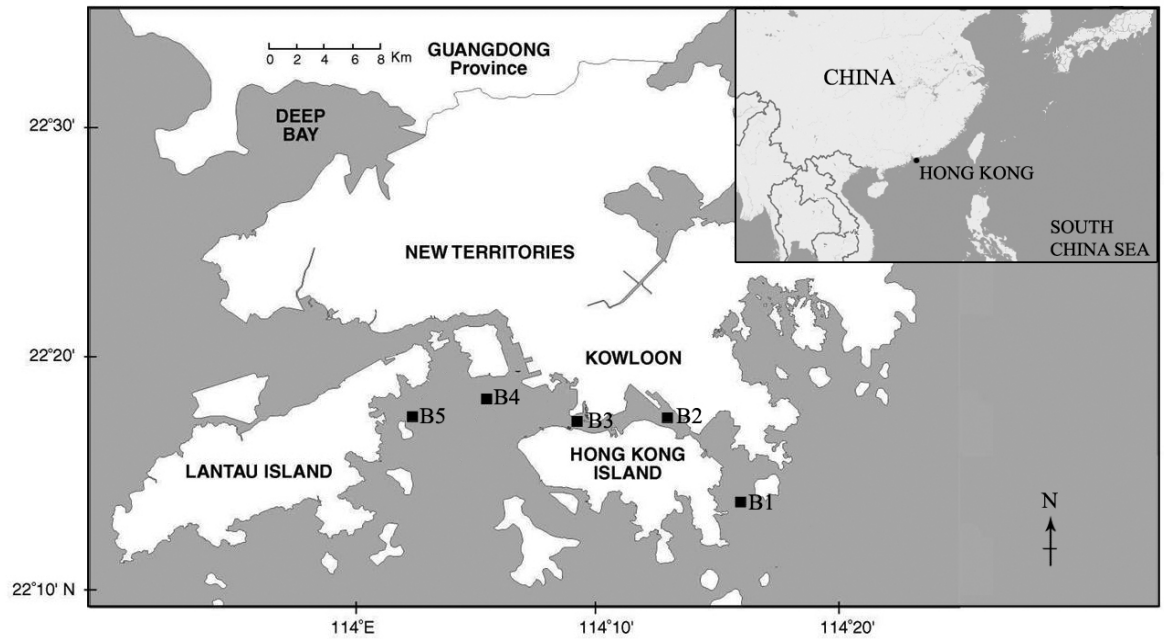 GUANGDONG
Province
0 2 4 6 8 Km
DEEP
BAY
CHINA
HONG KONG
SOUTH
CHINA SEA
22°30'
NEW TERRITORIES
22°20'
KOWLOON
B5
B4
B3
B2
LANTAU ISLAND
HONG KONG
ISLAND
B1
N
22°10' N
114°E
114°10'
114°20'